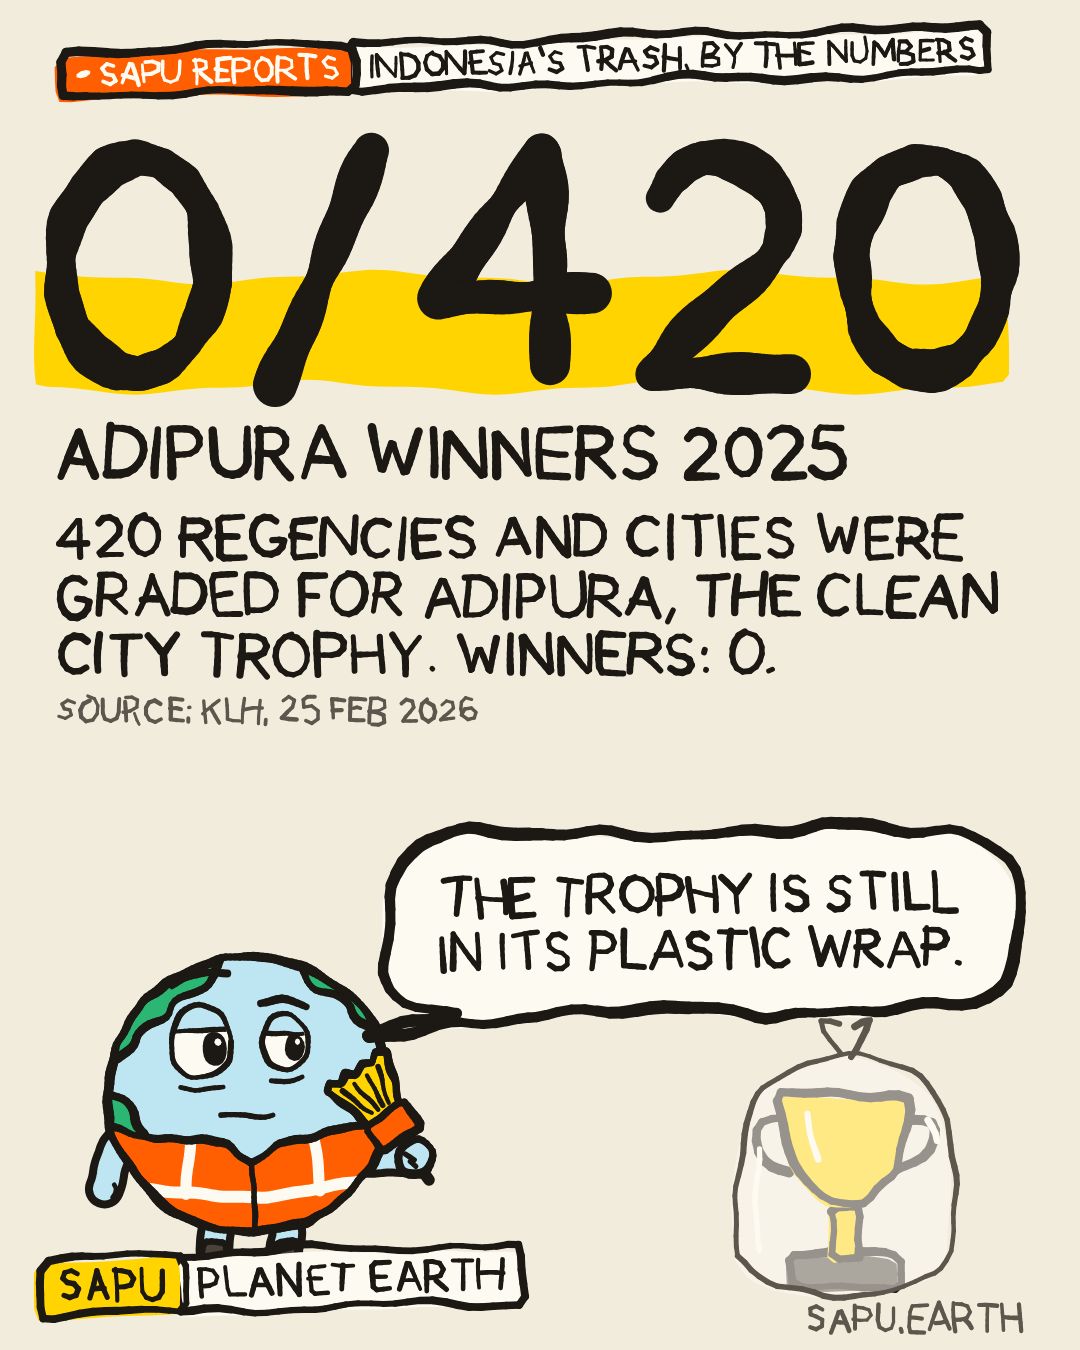 • SAPU REPORTS INDONESIA'S TRASH, BY THE NUMBERS
0/420
ADIPURA WINNERS 2025
420 REGENCIES AND CITIES WERE
GRADED FOR ADIPURA, THE CLEAN
CITY TROPHY. WINNERS: 0.
SOURCE: KLH, 25 FEB 2026
THE TROPHY IS STILL
IN ITS PLASTIC WRAP.
SAPU PLANET EARTH
SAPU.EARTH